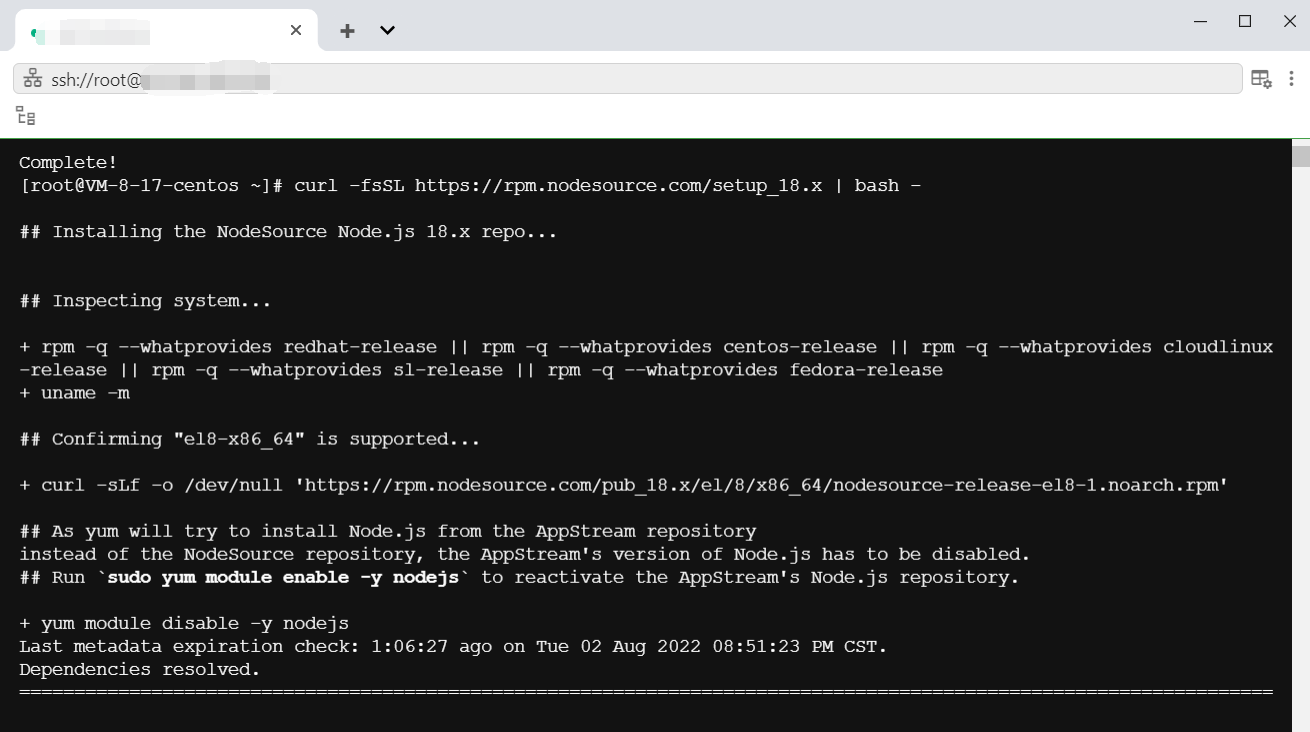 ssh://root@
Complete!
[root@VM-8-17-centos ~]# curl -fsSL https://rpm.nodesource.com/setup_18.x | bash -
## Installing the NodeSource Node.js 18.x repo...
## Inspecting system...
+ rpm -q --whatprovides redhat-release || rpm -q --whatprovides centos-release || rpm -q --whatprovides cloudlinux
-release || rpm -q --whatprovides sl-release || rpm -q --whatprovides fedora-release
+ uname -m
## Confirming "el8-x86_64" is supported...
+ curl -sLf -o /dev/null 'https://rpm.nodesource.com/pub_18.x/el/8/x86_64/nodesource-release-el8-1.noarch.rpm'
## As yum will try to install Node.js from the AppStream repository
instead of the NodeSource repository, the AppStream's version of Node.js has to be disabled.
## Run `sudo yum module enable -y nodejs` to reactivate the AppStream's Node.js repository.
+ yum module disable -y nodejs
Last metadata expiration check: 1:06:27 ago on Tue 02 Aug 2022 08:51:23 PM CST.
Dependencies resolved.
==================================================================================================================